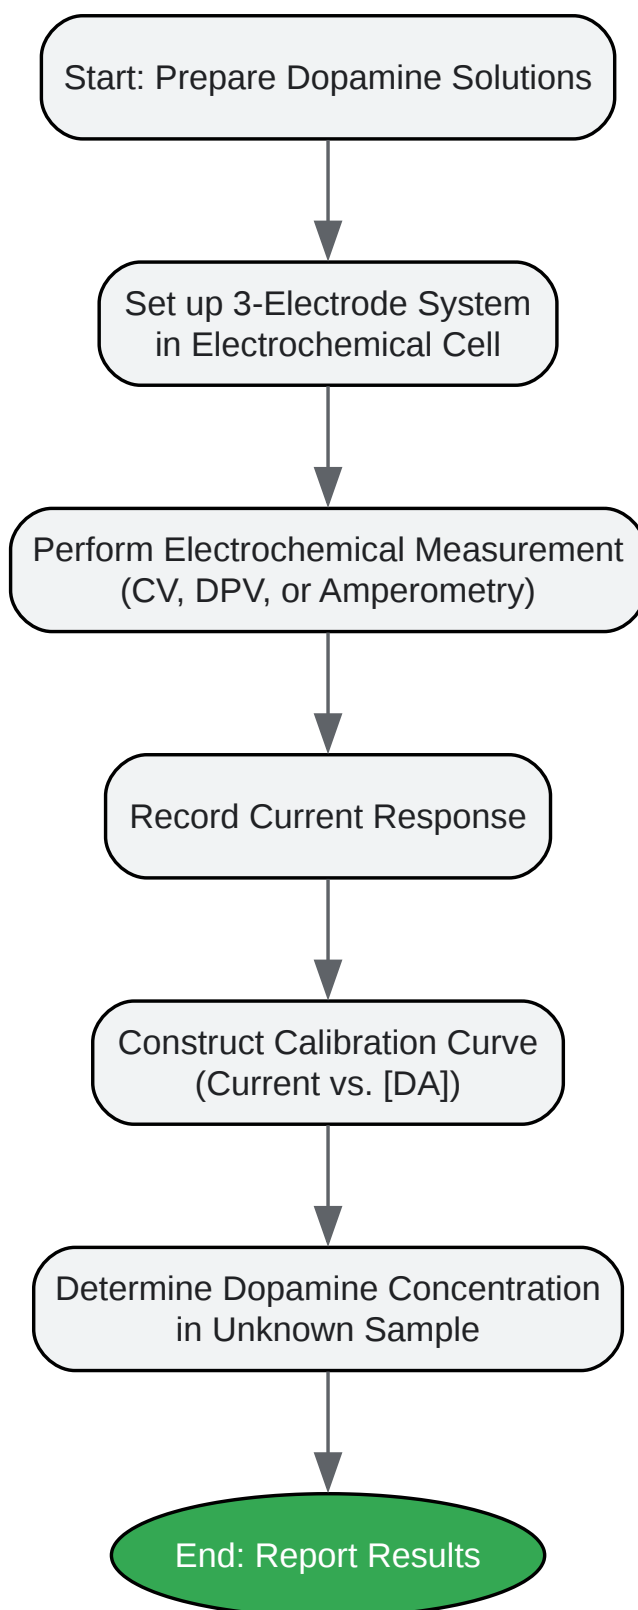 Start: Prepare Dopamine Solutions
Set up 3-Electrode System
in Electrochemical Cell
Perform Electrochemical Measurement
(CV, DPV, or Amperometry)
Record Current Response
Construct Calibration Curve
(Current vs. [DA])
Determine Dopamine Concentration
in Unknown Sample
End: Report Results